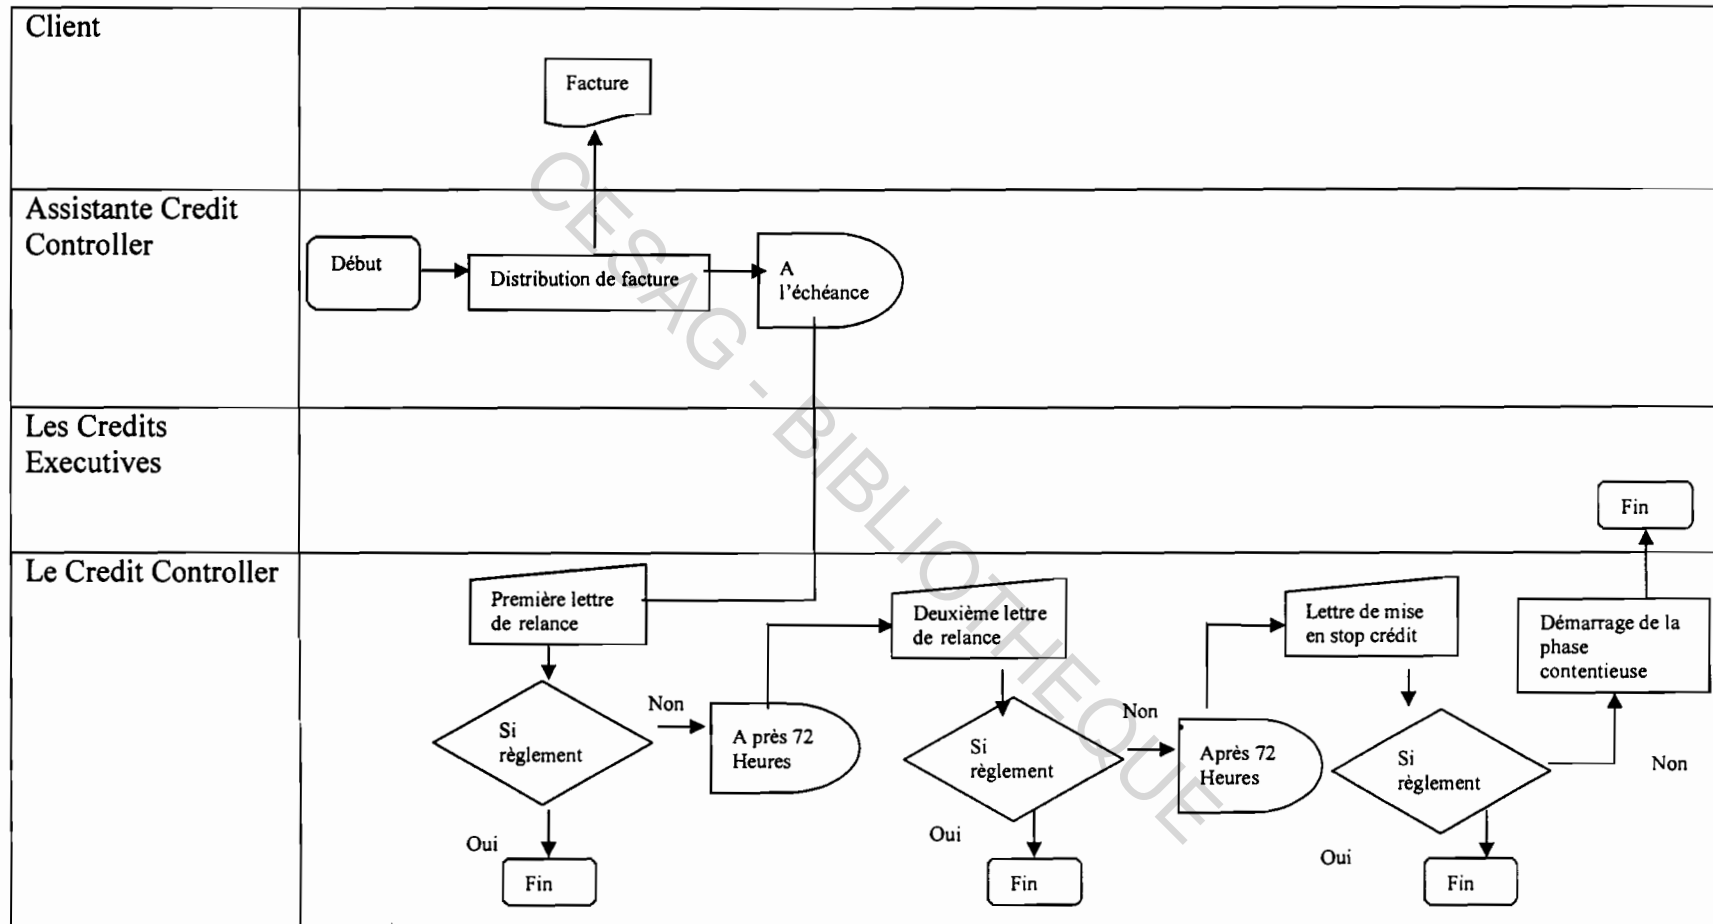 Client
Facture
Assistante Credit
Controller
Début
Distribution de facture
A
l'échéance
Les Credits
Executives
Fin
Le Credit Controller
Première lettre
de relance
Deuxième lettre
de relance
Lettre de mise
en stop crédit
Démarrage de la
phase
contentieuse
Si
règlement
Non
A près 72
Heures
Si
règlement
Non
Après 72
Heures
Si
règlement
Non
Oui
Fin
Oui
Fin
Oui
Fin
CESAG - BIBLIOTHEQUE